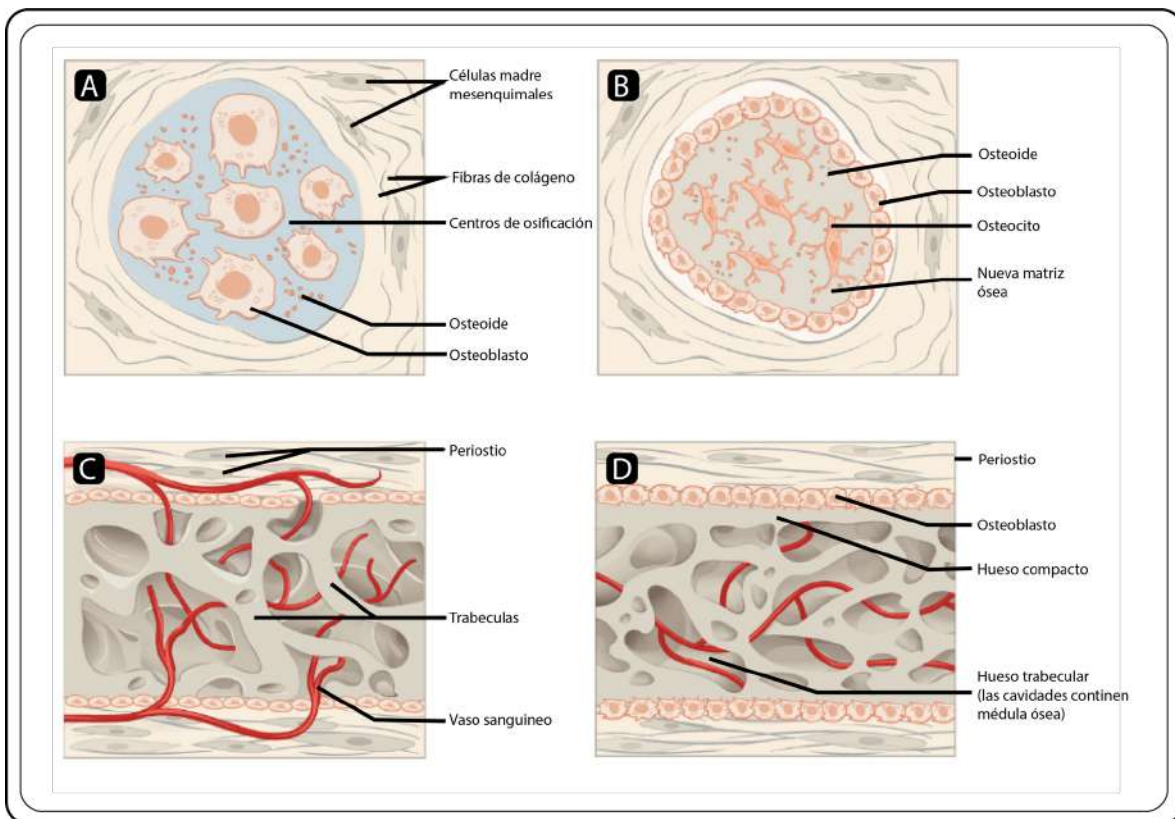 A
Células madre
mesenquimales
Fibras de colágeno
Centros de osificación
Osteoide
Osteoblasto
B
Osteoide
Osteoblasto
Osteocito
Nueva matriz
ósea
C
Periostio
Trabeculas
Vaso sanguineo
D
Periostio
Osteoblasto
Hueso compacto
Hueso trabecular
(las cavidades continen
médula ósea)